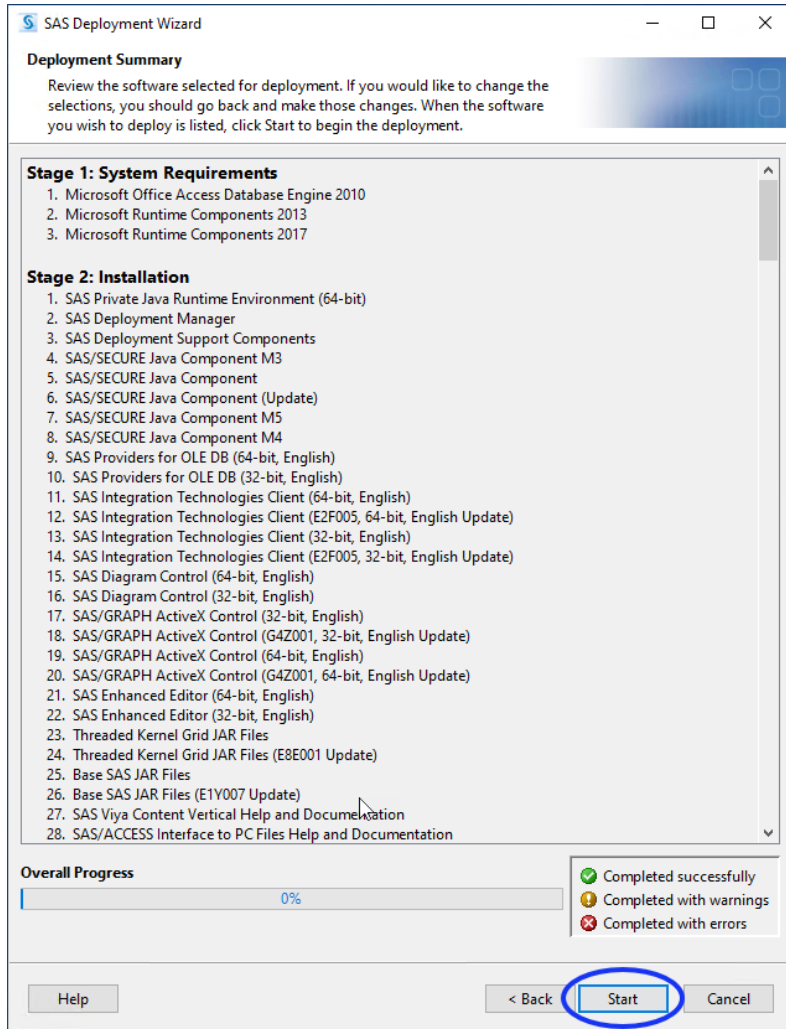 SAS Deployment Wizard
Deployment Summary
Review the software selected for deployment. If you would like to change the
selections, you should go back and make those changes. When the software
you wish to deploy is listed, click Start to begin the deployment.
Stage 1: System Requirements
1. Microsoft Office Access Database Engine 2010
2. Microsoft Runtime Components 2013
3. Microsoft Runtime Components 2017
Stage 2: Installation
1. SAS Private Java Runtime Environment (64-bit)
2. SAS Deployment Manager
3. SAS Deployment Support Components
4. SAS/SECURE Java Component M3
5. SAS/SECURE Java Component
6. SAS/SECURE Java Component (Update)
7. SAS/SECURE Java Component M5
8. SAS/SECURE Java Component M4
9. SAS Providers for OLE DB (64-bit, English)
10. SAS Providers for OLE DB (32-bit, English)
11. SAS Integration Technologies Client (64-bit, English)
12. SAS Integration Technologies Client (E2F005, 64-bit, English Update)
13. SAS Integration Technologies Client (32-bit, English)
14. SAS Integration Technologies Client (E2F005, 32-bit, English Update)
15. SAS Diagram Control (64-bit, English)
16. SAS Diagram Control (32-bit, English)
17. SAS/GRAPH ActiveX Control (32-bit, English)
18. SAS/GRAPH ActiveX Control (G4Z001, 32-bit, English Update)
19. SAS/GRAPH ActiveX Control (64-bit, English)
20. SAS/GRAPH ActiveX Control (G4Z001, 64-bit, English Update)
21. SAS Enhanced Editor (64-bit, English)
22. SAS Enhanced Editor (32-bit, English)
23. Threaded Kernel Grid JAR Files
24. Threaded Kernel Grid JAR Files (E8E001 Update)
25. Base SAS JAR Files
26. Base SAS JAR Files (E1Y007 Update)
27. SAS Viya Content Vertical Help and Documentation
28. SAS/ACCESS Interface to PC Files Help and Documentation
Overall Progress
0%
Completed successfully
Completed with warnings
Completed with errors
Help
< Back
Start
Cancel